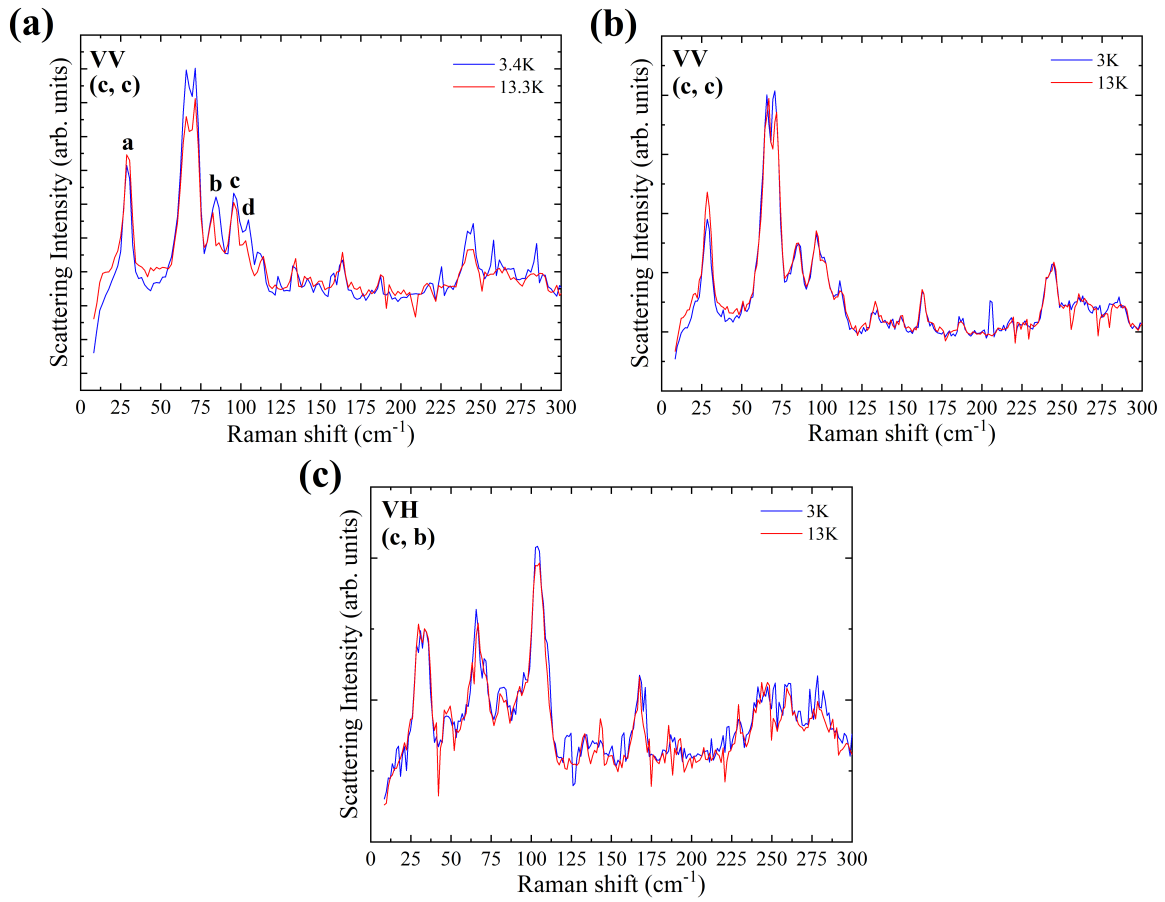 (a)
VV
(c, c)
3.4K
13.3K
a
b
c
d
Scattering Intensity (arb. units)
0 25 50 75 100 125 150 175 200 225 250 275 300
Raman shift (cm⁻¹)
(b)
VV
(c, c)
3K
13K
Scattering Intensity (arb. units)
0 25 50 75 100 125 150 175 200 225 250 275 300
Raman shift (cm⁻¹)
(c)
VH
(c, b)
3K
13K
Scattering Intensity (arb. units)
0 25 50 75 100 125 150 175 200 225 250 275 300
Raman shift (cm⁻¹)